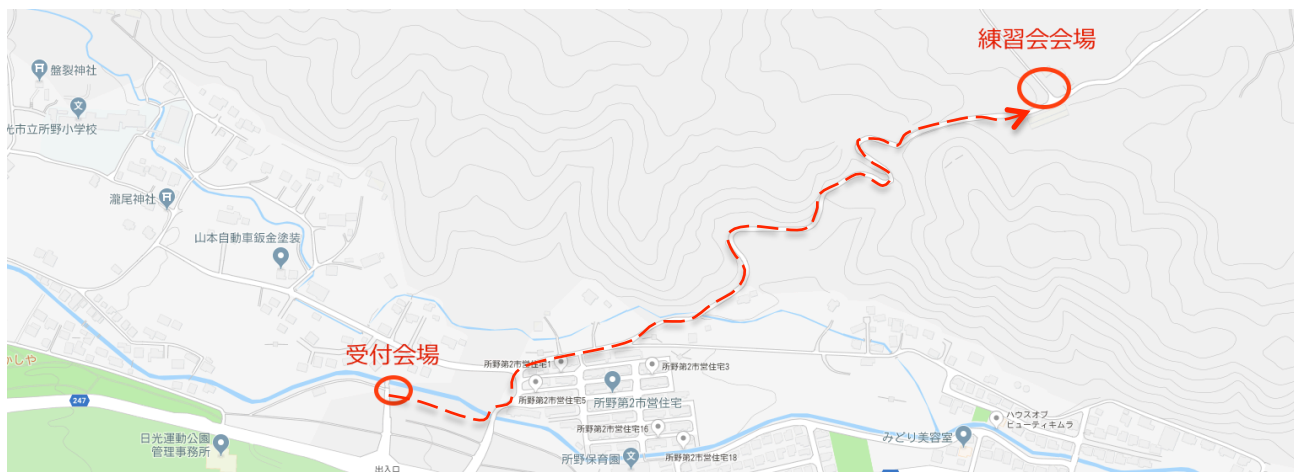 練習会会場
盤裂神社
光市立所野小学校
瀧尾神社
山本自動車鈑金塗装
受付会場
かしや
所野第2市営住宅1
所野第2市営住宅3
所野第2市営住宅5
所野第2市営住宅
247
所野第2市営住宅16
ハウスオブ
ビューティキムラ
日光運動公園
管理事務所
みどり美容室
所野保育園
所野第2市営住宅18
出入口